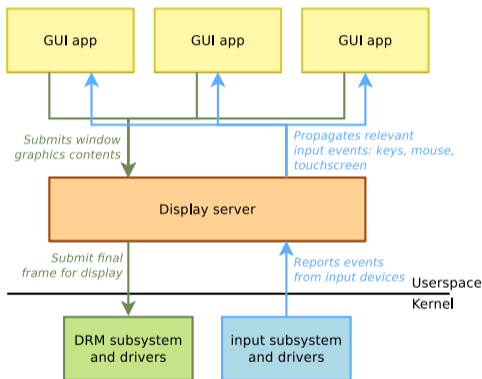 GUI app
GUI app
GUI app
Submits window
graphics contents
Propagates relevant
input events: keys, mouse,
touchscreen
Display server
Submit final
frame for display
Reports events
from input devices
Userspace
Kernel
DRM subsystem
and drivers
input subsystem
and drivers